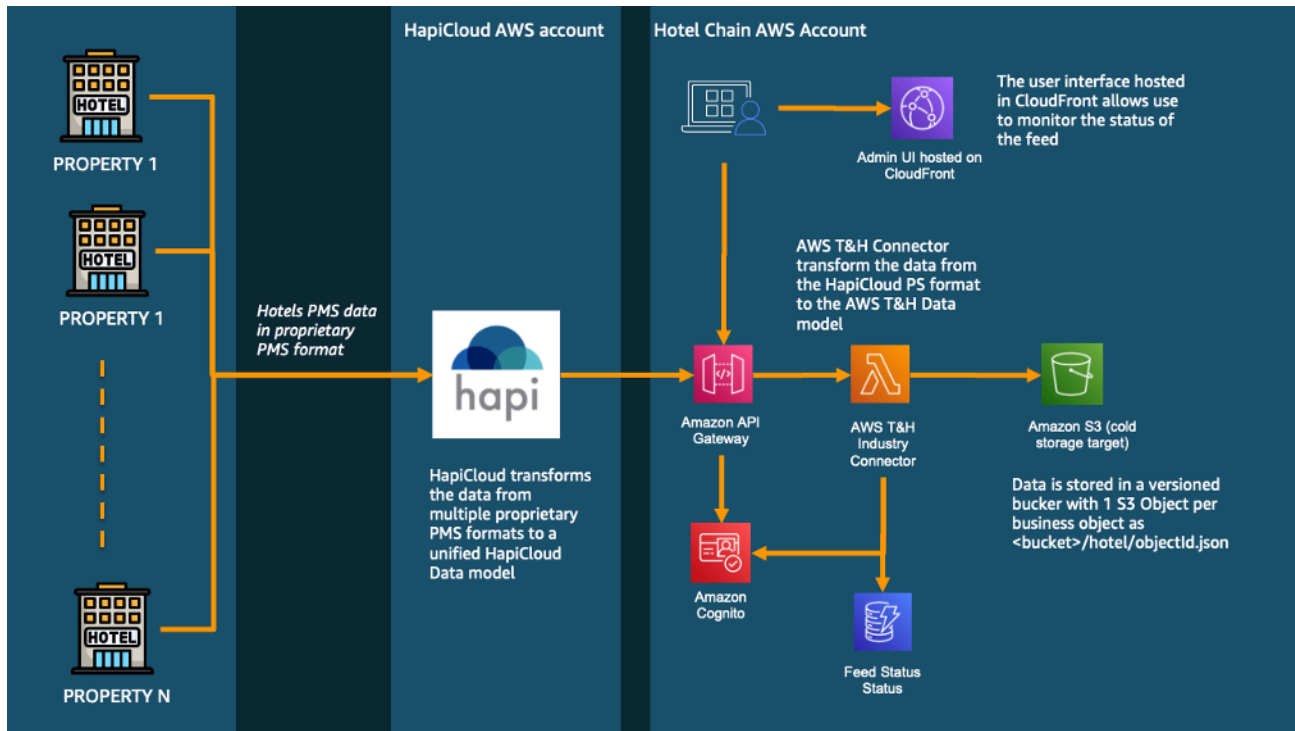 HapiCloud AWS account
Hotel Chain AWS Account
HOTEL
PROPERTY 1
HOTEL
PROPERTY 1
HOTEL
PROPERTY N
Hotels PMS data
in proprietary
PMS format
hapi
HapiCloud transforms
the data from
multiple proprietary
PMS formats to a
unified HapiCloud
Data model
Admin UI hosted on
CloudFront
The user interface hosted
in CloudFront allows use
to monitor the status of
the feed
AWS T&H Connector
transform the data from
the HapiCloud PS format
to the AWS T&H Data
model
</>
Amazon API
Gateway
AWS T&H
Industry
Connector
Amazon S3 (cold
storage target)
Data is stored in a versioned
bucker with 1 S3 Object per
business object as
<bucket>/hotel/objectId.json
Amazon
Cognito
Feed Status
Status